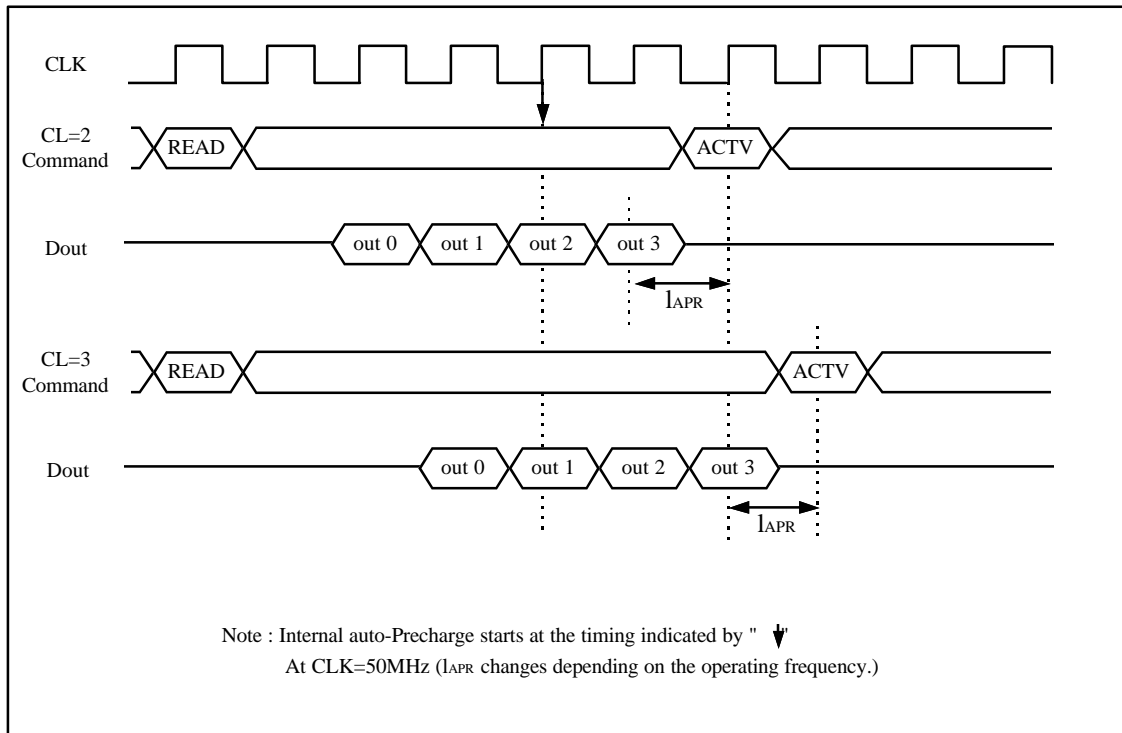 CLK
CL=2
Command
READ
ACTV
Dout
out 0
out 1
out 2
out 3
lAPR
CL=3
Command
READ
ACTV
Dout
out 0
out 1
out 2
out 3
lAPR
Note : Internal auto-Precharge starts at the timing indicated by " "
At CLK=50MHz (lAPR changes depending on the operating frequency.)